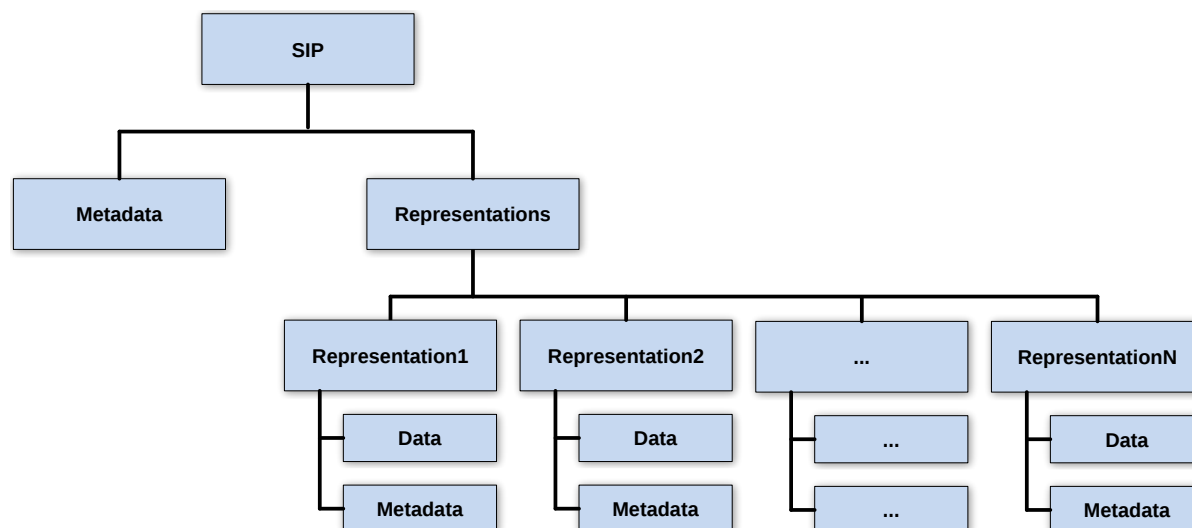 SIP
Metadata
Representations
Representation1
Representation2
...
RepresentationN
Data
Data
...
Data
Metadata
Metadata
...
Metadata